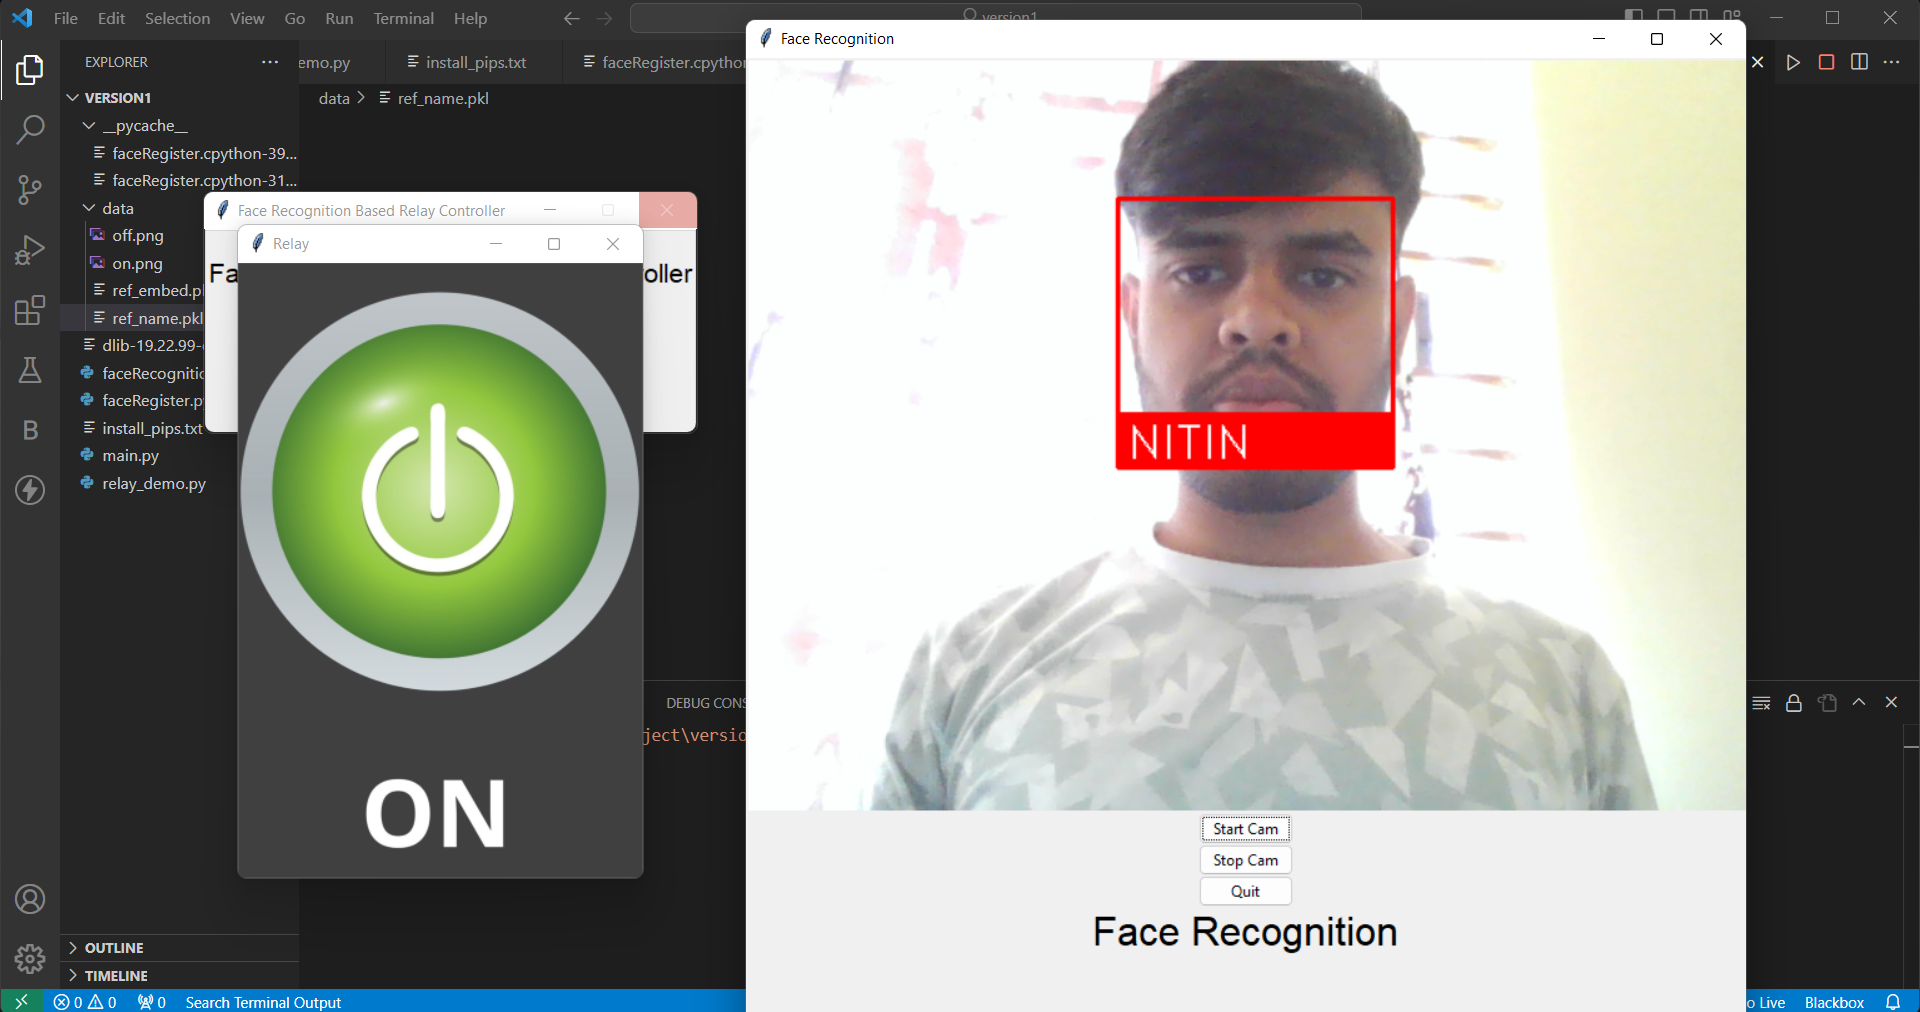 File Edit Selection View Go Run Terminal Help
version1
EXPLORER
emo.py
install_pips.txt
faceRegister.cpython
data > ref_name.pkl
VERSION1
__pycache__
faceRegister.cpython-39...
faceRegister.cpython-31...
data
off.png
on.png
ref_embed.p
ref_name.pkl
dlib-19.22.99-
faceRecognitio
faceRegister.py
install_pips.txt
main.py
relay_demo.py
OUTLINE
TIMELINE
Face Recognition Based Relay Controller
Fa
oller
Relay
ON
DEBUG CONS
ject\versio
Face Recognition
NITIN
Start Cam
Stop Cam
Quit
Face Recognition
0 0 0 Search Terminal Output
o Live Blackbox